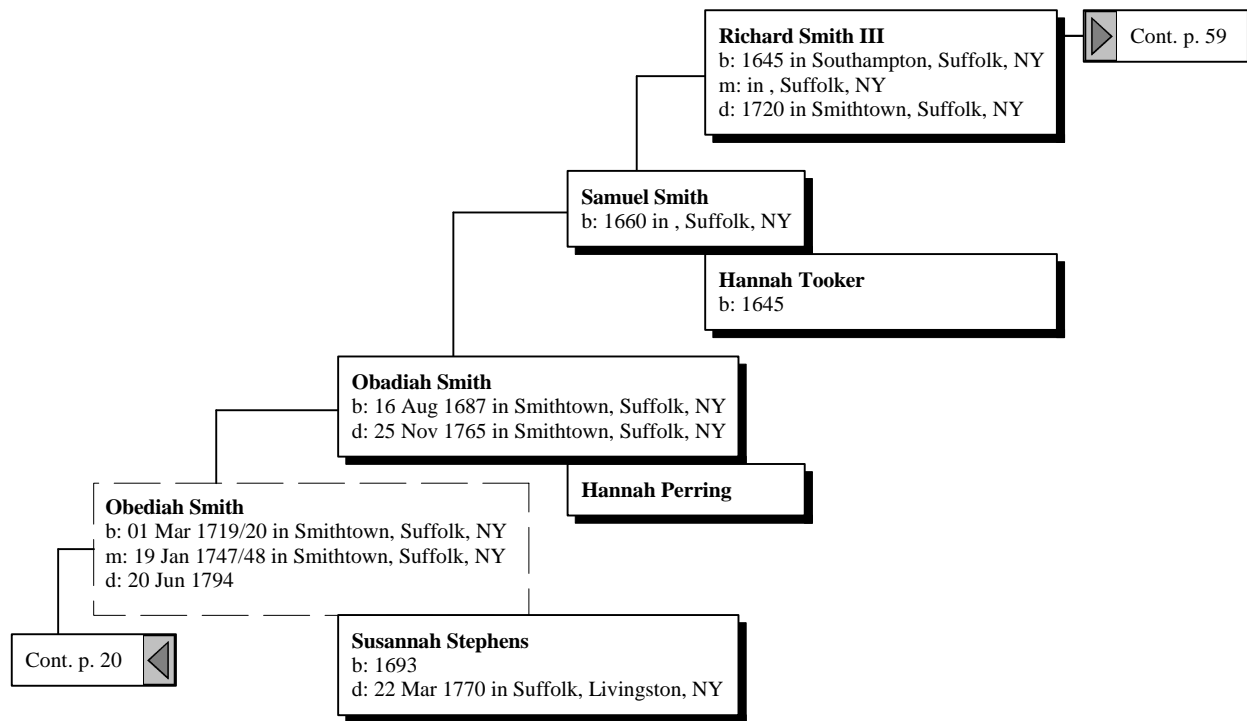 Richard Smith III
b: 1645 in Southampton, Suffolk, NY
m: in , Suffolk, NY
d: 1720 in Smithtown, Suffolk, NY
Cont. p. 59
Samuel Smith
b: 1660 in , Suffolk, NY
Hannah Tooker
b: 1645
Obadiah Smith
b: 16 Aug 1687 in Smithtown, Suffolk, NY
d: 25 Nov 1765 in Smithtown, Suffolk, NY
Hannah Perring
Obediah Smith
b: 01 Mar 1719/20 in Smithtown, Suffolk, NY
m: 19 Jan 1747/48 in Smithtown, Suffolk, NY
d: 20 Jun 1794
Cont. p. 20
Susannah Stephens
b: 1693
d: 22 Mar 1770 in Suffolk, Livingston, NY